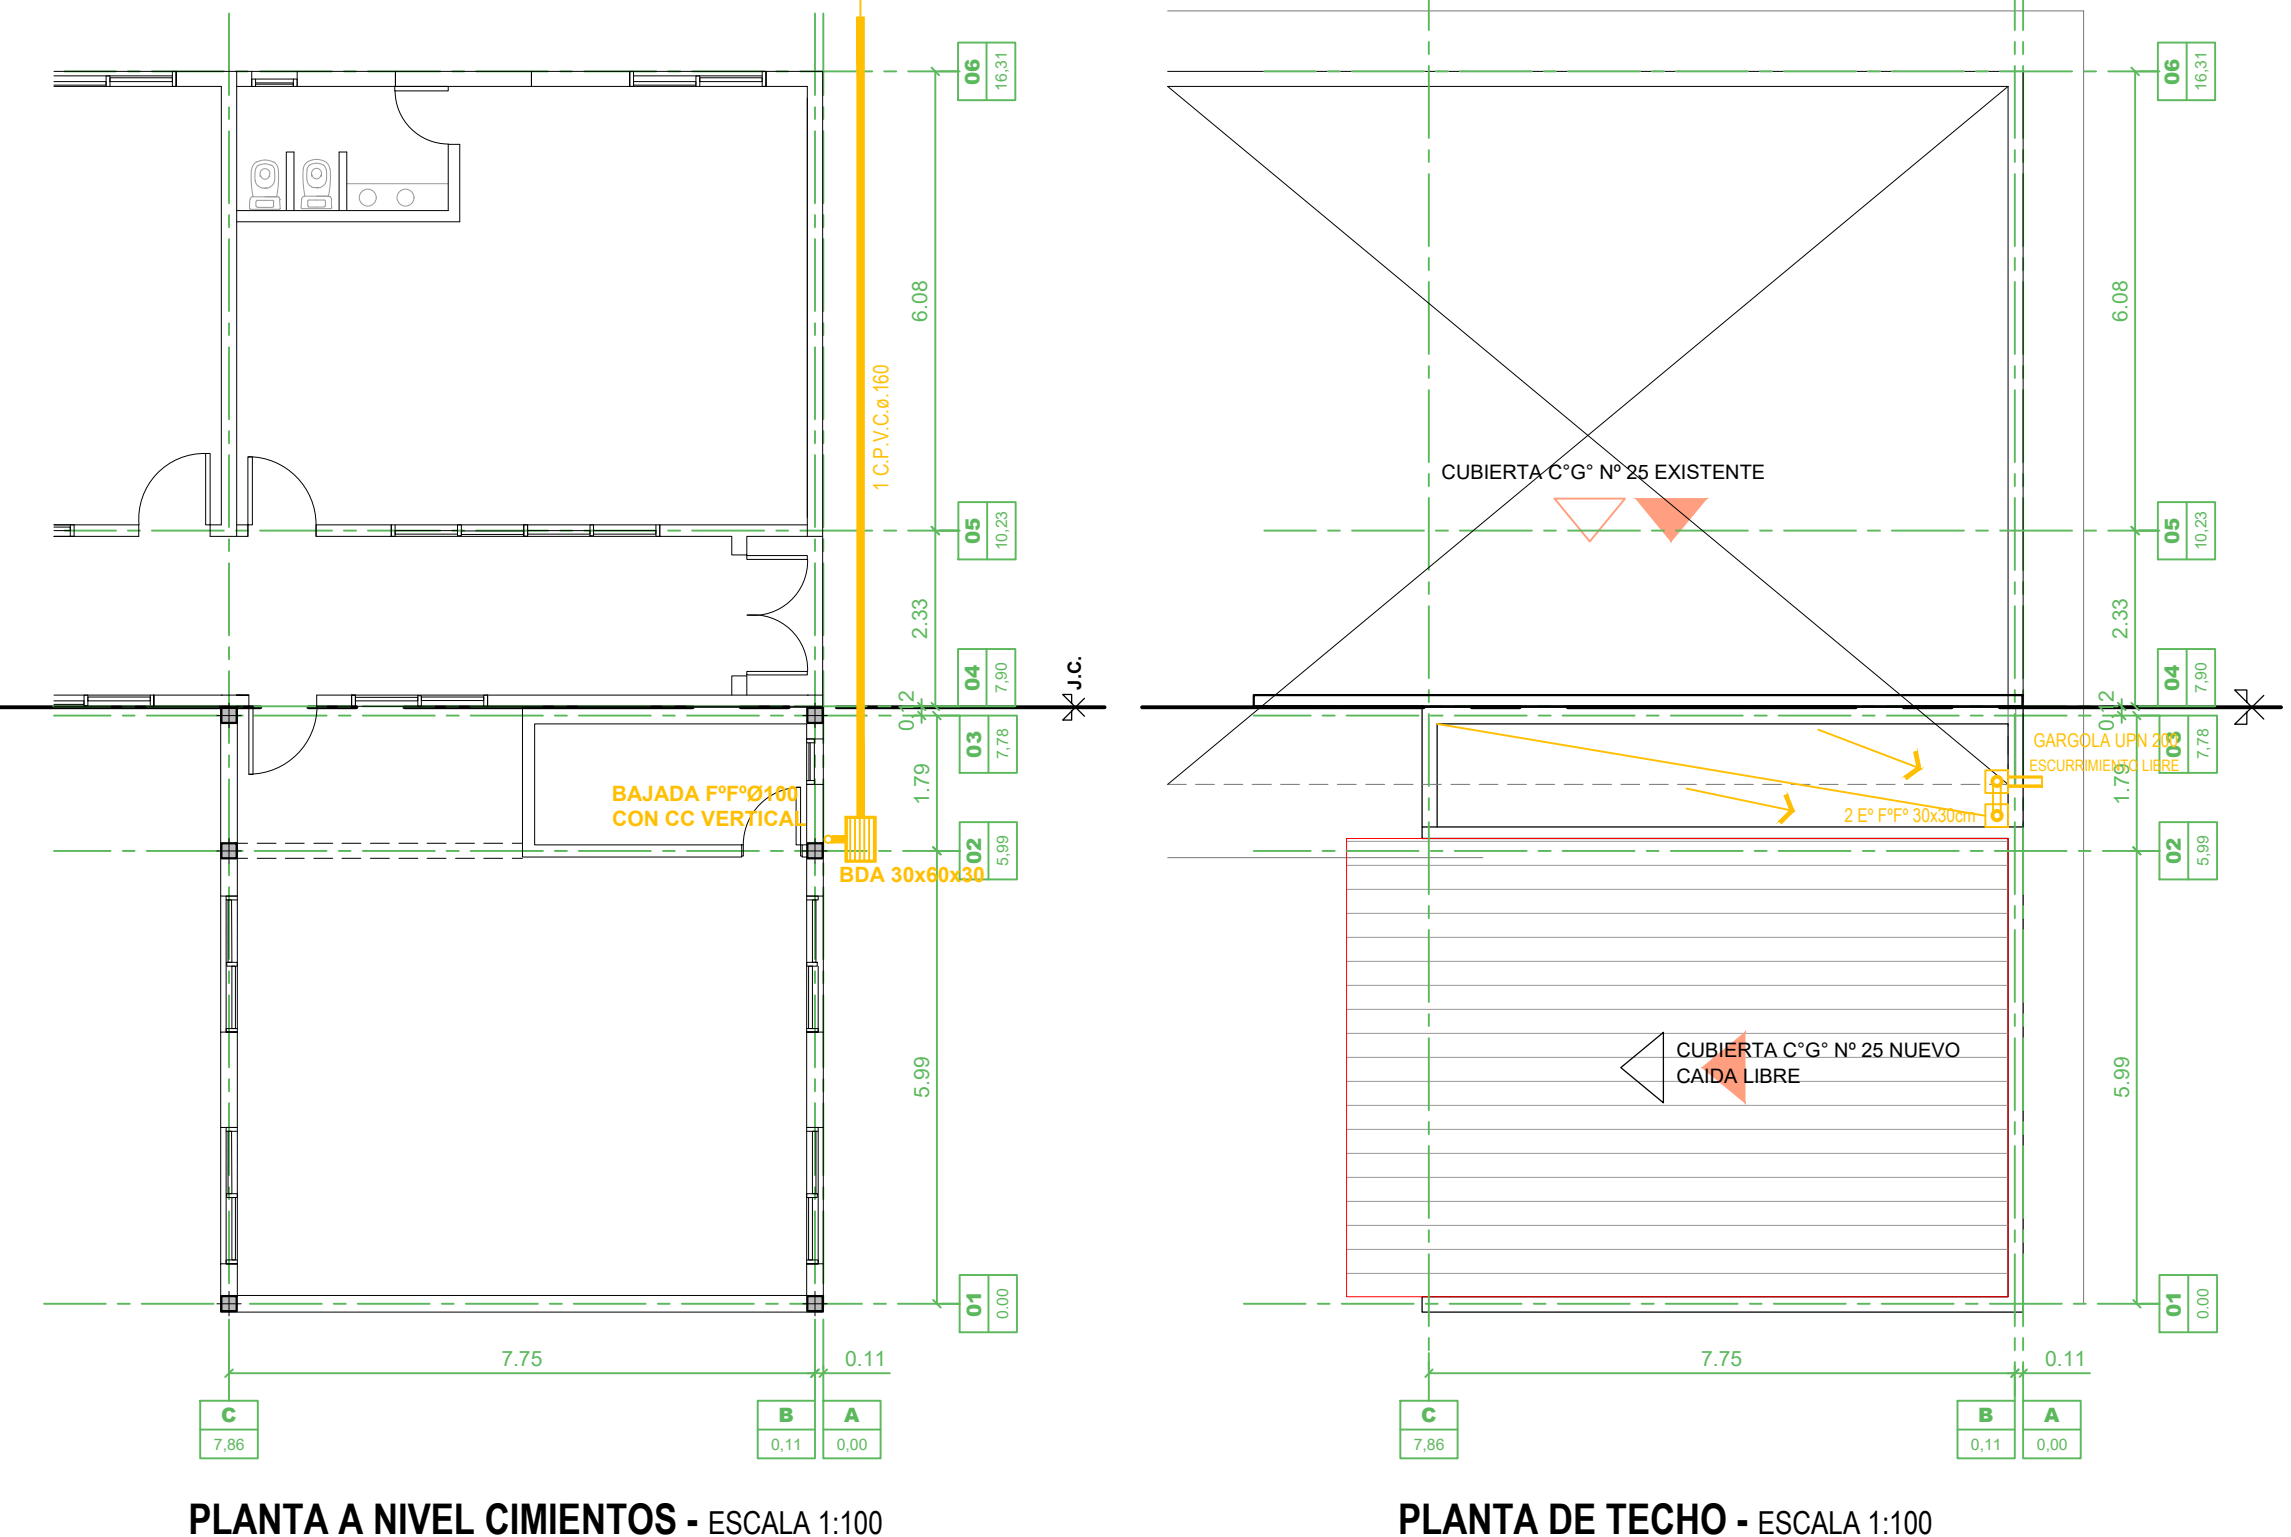 06
16,31
6.08
1 C.P.V.C.ø.160
05
10,23
2.33
04
7,90
0.12
J.C.
03
7,78
1.79
BAJADA FºFºØ100
CON CC VERTICAL
BDA 30x60x30
02
5,99
5.99
01
0.00
7.75
0.11
C
7,86
B
0,11
A
0,00
PLANTA A NIVEL CIMIENTOS - ESCALA 1:100
06
16,31
6.08
CUBIERTA C°G° Nº 25 EXISTENTE
05
10,23
2.33
04
7,90
0.12
GARGOLA UPN 200
ESCURRIMIENTO LIBRE
03
7,78
1.79
2 Eº FºFº 30x30cm
02
5,99
CUBIERTA C°G° Nº 25 NUEVO
CAIDA LIBRE
5.99
01
0.00
7.75
0.11
C
7,86
B
0,11
A
0,00
PLANTA DE TECHO - ESCALA 1:100